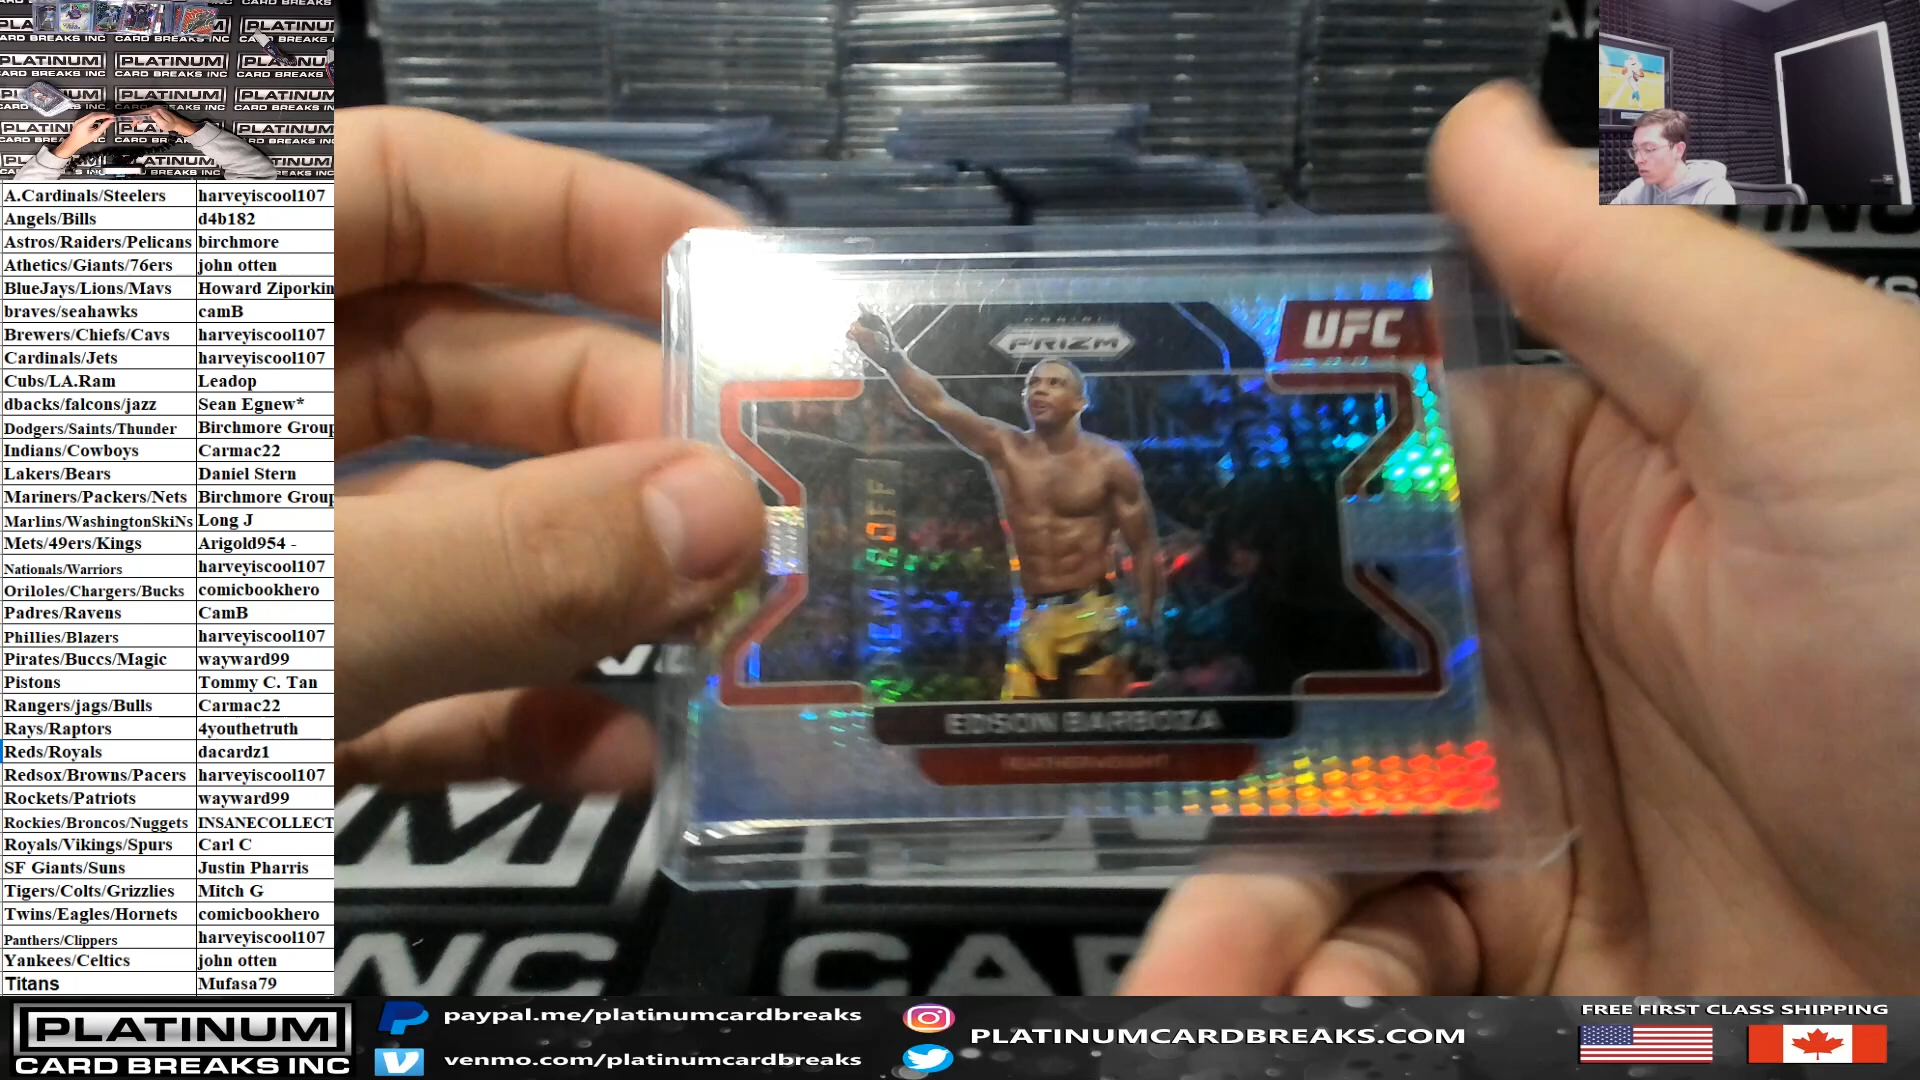 PLATINUM
CARD BREAKS INC
A.Cardinals/Steelers harveyiscool107
Angels/Bills d4b182
Astros/Raiders/Pelicans birchmore
Athetics/Giants/76ers john otten
BlueJays/Lions/Mavs Howard Ziporkin
braves/seahawks camB
Brewers/Chiefs/Cavs harveyiscool107
Cardinals/Jets harveyiscool107
Cubs/LA.Ram Leadop
dbacks/falcons/jazz Sean Egnew*
Dodgers/Saints/Thunder Birchmore Group
Indians/Cowboys Carmac22
Lakers/Bears Daniel Stern
Mariners/Packers/Nets Birchmore Group
Marlins/WashingtonSkiNs Long J
Mets/49ers/Kings Arigold954 -
Nationals/Warriors harveyiscool107
Oriloles/Chargers/Bucks comicbookhero
Padres/Ravens CamB
Phillies/Blazers harveyiscool107
Pirates/Buccs/Magic wayward99
Pistons Tommy C. Tan
Rangers/jags/Bulls Carmac22
Rays/Raptors 4youthetruth
Reds/Royals dacardz1
Redsox/Browns/Pacers harveyiscool107
Rockets/Patriots wayward99
Rockies/Broncos/Nuggets INSANECOLLECT
Royals/Vikings/Spurs Carl C
SF Giants/Suns Justin Pharris
Tigers/Colts/Grizzlies Mitch G
Twins/Eagles/Hornets comicbookhero
Panthers/Clippers harveyiscool107
Yankees/Celtics john otten
Titans Mufasa79
PANINI
PRIZM
UFC
EDSON BARBOZA
FEATHERWEIGHT
PLATINUM
CARD BREAKS INC
paypal.me/platinumcardbreaks
venmo.com/platinumcardbreaks
PLATINUMCARDBREAKS.COM
FREE FIRST CLASS SHIPPING